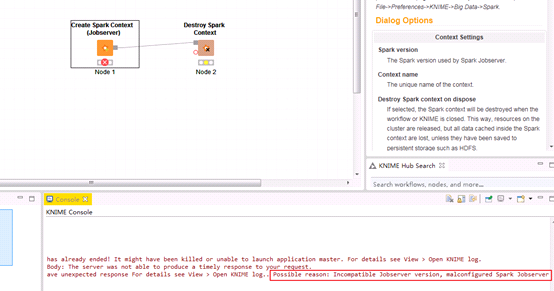 Create Spark Context
(Jobserver)
Node 1
Destroy Spark
Context
Node 2
File->Preferences->KNIME->Big Data->Spark.
Dialog Options
Context Settings
Spark version
The Spark version used by Spark Jobserver.
Context name
The unique name of the context.
Destroy Spark context on dispose
If selected, the Spark context will be destroyed when the
workflow or KNIME is closed. This way, resources on
the cluster are released, but all data cached inside the
Spark context are lost, unless they have been saved to
persistent storage such as HDFS.
KNIME Hub Search
Search workflows, nodes, and more...
Console
KNIME Console
has already ended! It might have been killed or unable to launch application master. For details see View > Open KNIME log.
Body: The server was not able to produce a timely response to your request.
ave unexpected response For details see View > Open KNIME log.. Possible reason: Incompatible Jobserver version, malconfigured Spark Jobserver